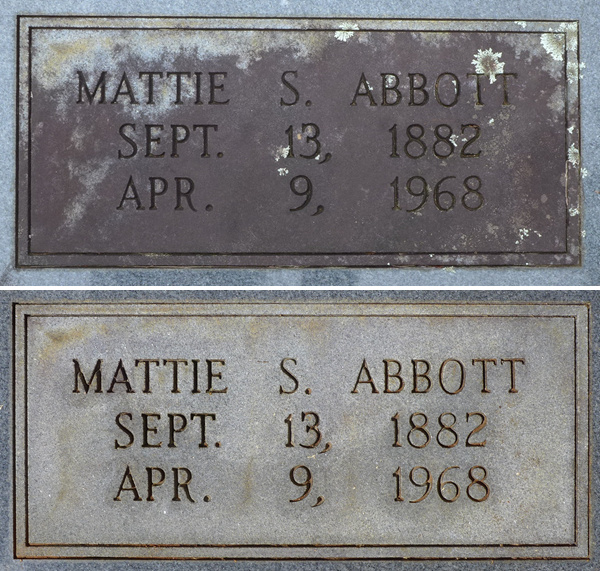 MATTIE S. ABBOTT
SEPT. 13, 1882
APR. 9, 1968
MATTIE S. ABBOTT
SEPT. 13, 1882
APR. 9, 1968